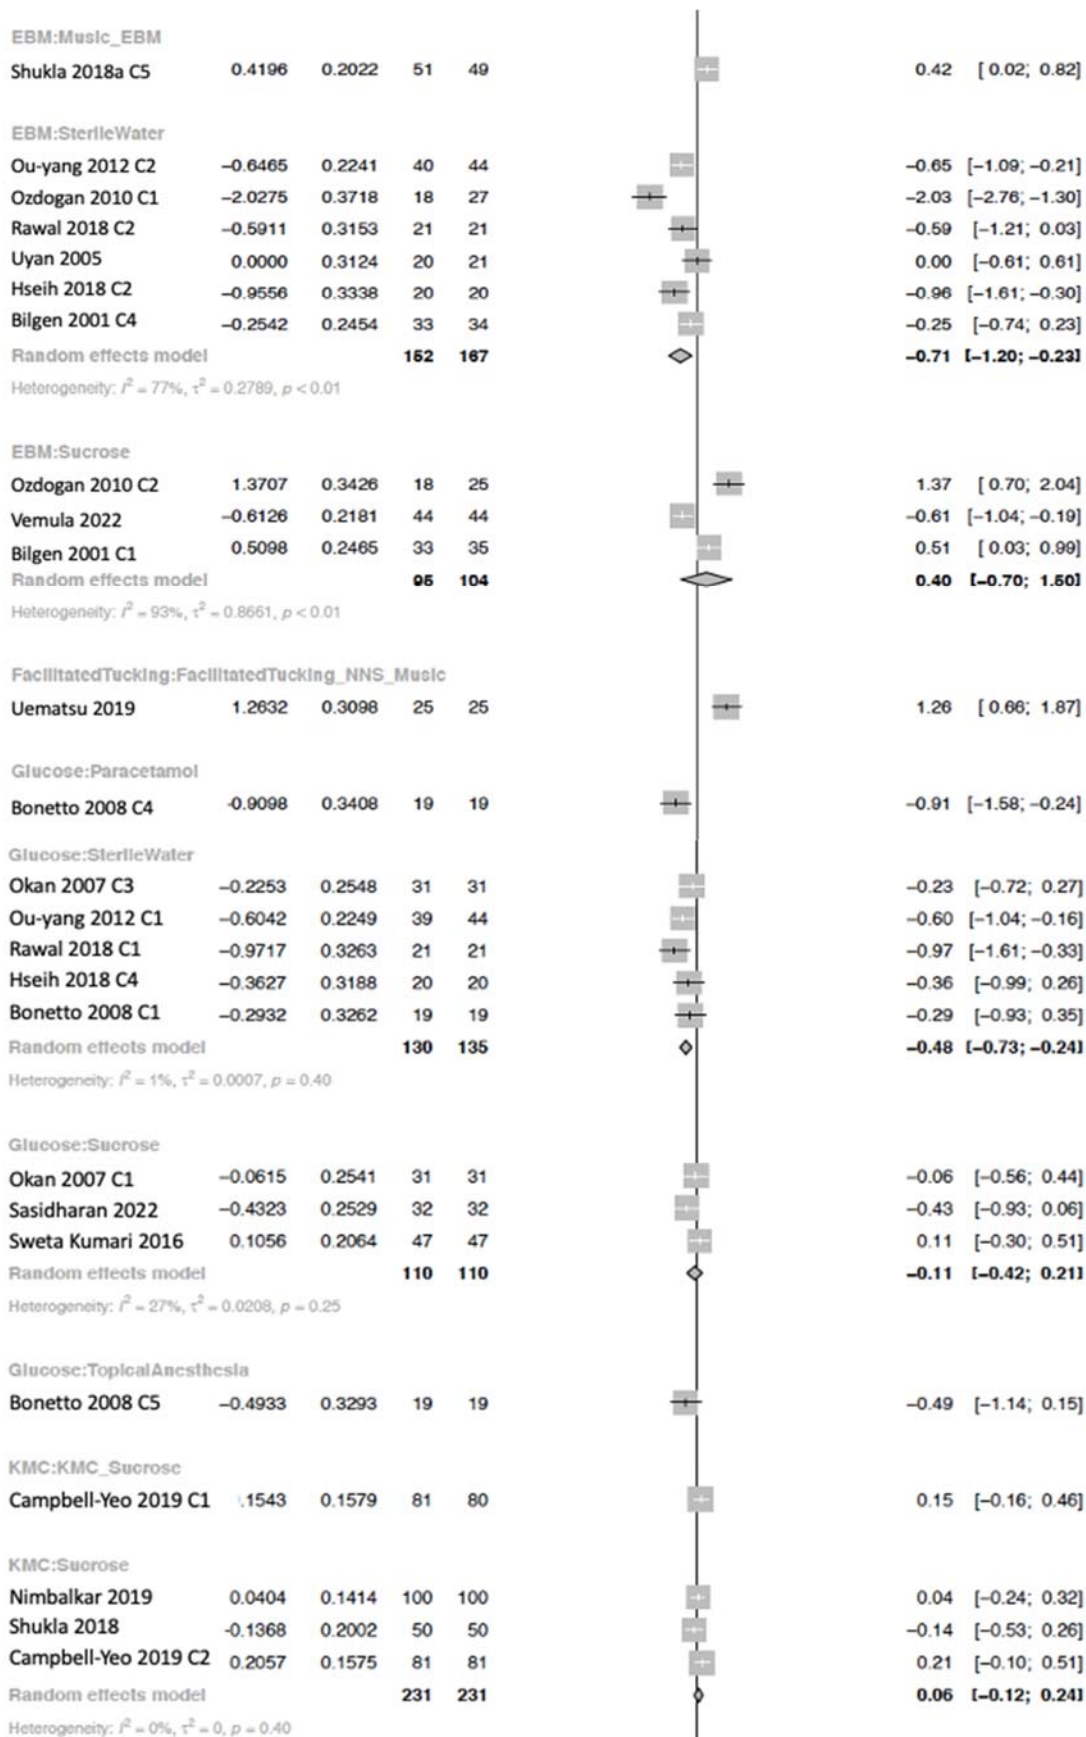 EBM:Music_EBM
Shukla 2018a C5 0.4196 0.2022 51 49 0.42 [ 0.02; 0.82]
EBM:SterileWater
Ou-yang 2012 C2 −0.6465 0.2241 40 44 −0.65 [−1.09; −0.21]
Ozdogan 2010 C1 −2.0275 0.3718 18 27 −2.03 [−2.76; −1.30]
Rawal 2018 C2 −0.5911 0.3153 21 21 −0.59 [−1.21; 0.03]
Uyan 2005 0.0000 0.3124 20 21 0.00 [−0.61; 0.61]
Hseih 2018 C2 −0.9556 0.3338 20 20 −0.96 [−1.61; −0.30]
Bilgen 2001 C4 −0.2542 0.2454 33 34 −0.25 [−0.74; 0.23]
Random effects model 152 167 −0.71 [−1.20; −0.23]
Heterogeneity: I² = 77%, τ² = 0.2789, p < 0.01
EBM:Sucrose
Ozdogan 2010 C2 1.3707 0.3426 18 25 1.37 [ 0.70; 2.04]
Vemula 2022 −0.6126 0.2181 44 44 −0.61 [−1.04; −0.19]
Bilgen 2001 C1 0.5098 0.2465 33 35 0.51 [ 0.03; 0.99]
Random effects model 95 104 0.40 [−0.70; 1.50]
Heterogeneity: I² = 93%, τ² = 0.8661, p < 0.01
FacilitatedTucking:FacilitatedTucking_NNS_Music
Uematsu 2019 1.2632 0.3098 25 25 1.26 [ 0.66; 1.87]
Glucose:Paracetamol
Bonetto 2008 C4 -0.9098 0.3408 19 19 −0.91 [−1.58; −0.24]
Glucose:SterileWater
Okan 2007 C3 −0.2253 0.2548 31 31 −0.23 [−0.72; 0.27]
Ou-yang 2012 C1 −0.6042 0.2249 39 44 −0.60 [−1.04; −0.16]
Rawal 2018 C1 −0.9717 0.3263 21 21 −0.97 [−1.61; −0.33]
Hseih 2018 C4 −0.3627 0.3188 20 20 −0.36 [−0.99; 0.26]
Bonetto 2008 C1 −0.2932 0.3262 19 19 −0.29 [−0.93; 0.35]
Random effects model 130 135 −0.48 [−0.73; −0.24]
Heterogeneity: I² = 1%, τ² = 0.0007, p = 0.40
Glucose:Sucrose
Okan 2007 C1 −0.0615 0.2541 31 31 −0.06 [−0.56; 0.44]
Sasidharan 2022 −0.4323 0.2529 32 32 −0.43 [−0.93; 0.06]
Sweta Kumari 2016 0.1056 0.2064 47 47 0.11 [−0.30; 0.51]
Random effects model 110 110 −0.11 [−0.42; 0.21]
Heterogeneity: I² = 27%, τ² = 0.0208, p = 0.25
Glucose:TopicalAnesthesia
Bonetto 2008 C5 −0.4933 0.3293 19 19 −0.49 [−1.14; 0.15]
KMC:KMC_Sucrose
Campbell-Yeo 2019 C1 .1543 0.1579 81 80 0.15 [−0.16; 0.46]
KMC:Sucrose
Nimbalkar 2019 0.0404 0.1414 100 100 0.04 [−0.24; 0.32]
Shukla 2018 -0.1368 0.2002 50 50 −0.14 [−0.53; 0.26]
Campbell-Yeo 2019 C2 0.2057 0.1575 81 81 0.21 [−0.10; 0.51]
Random effects model 231 231 0.06 [−0.12; 0.24]
Heterogeneity: I² = 0%, τ² = 0, p = 0.40